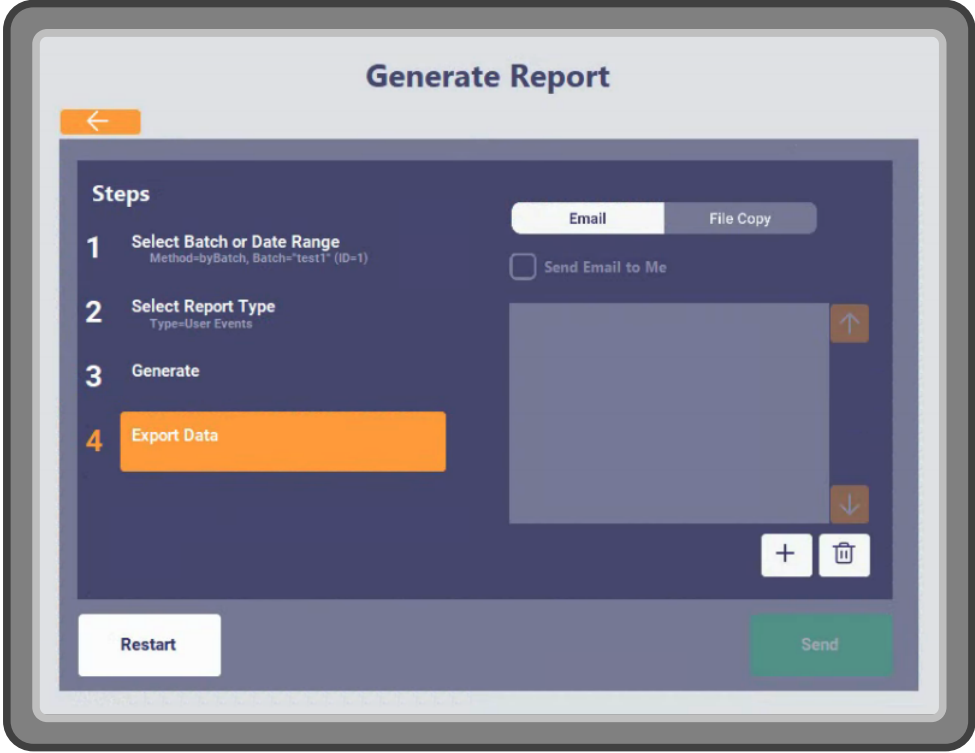 Generate Report
Steps
1 Select Batch or Date Range
Method=byBatch, Batch="test1" (ID=1)
2 Select Report Type
Type=User Events
3 Generate
4 Export Data
Email File Copy
Send Email to Me
Restart
Send